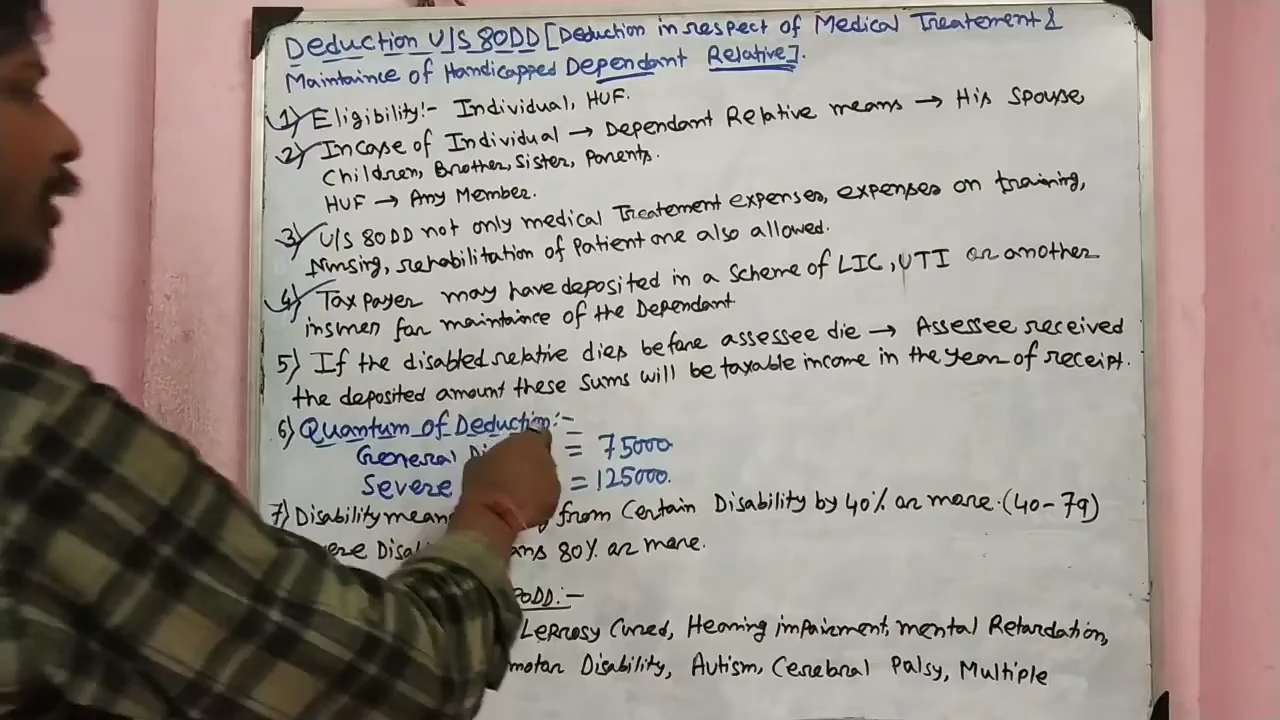 Deduction U/S 80DD [Deduction in respect of Medical Treatement &
Maintaince of Handicapped Dependant Relative].
1) Eligibility:- Individual, HUF.
2) Incase of Individual → Dependant Relative means → His Spouse,
Children, Brother, Sister, Parents.
HUF → Any Member.
3) U/S 80DD not only medical Treatement expenses, expenses on training,
Nursing, rehabilitation of patient are also allowed.
4) Tax payer may have deposited in a scheme of LIC, UTI or another
insurer for maintaince of the Dependant
5) If the disabled relative dies before assessee die → Assessee received
the deposited amount these sums will be taxable income in the year of receipt.
6) Quantum of Deduction:-
General = 75000
Severe = 125000.
7) Disability from Certain Disability by 40% or more. (40-79)
80% or more.
80DD:-
Leprosy Cured, Hearing impairment, mental Retardation,
Disability, Autism, Cerebral Palsy, Multiple